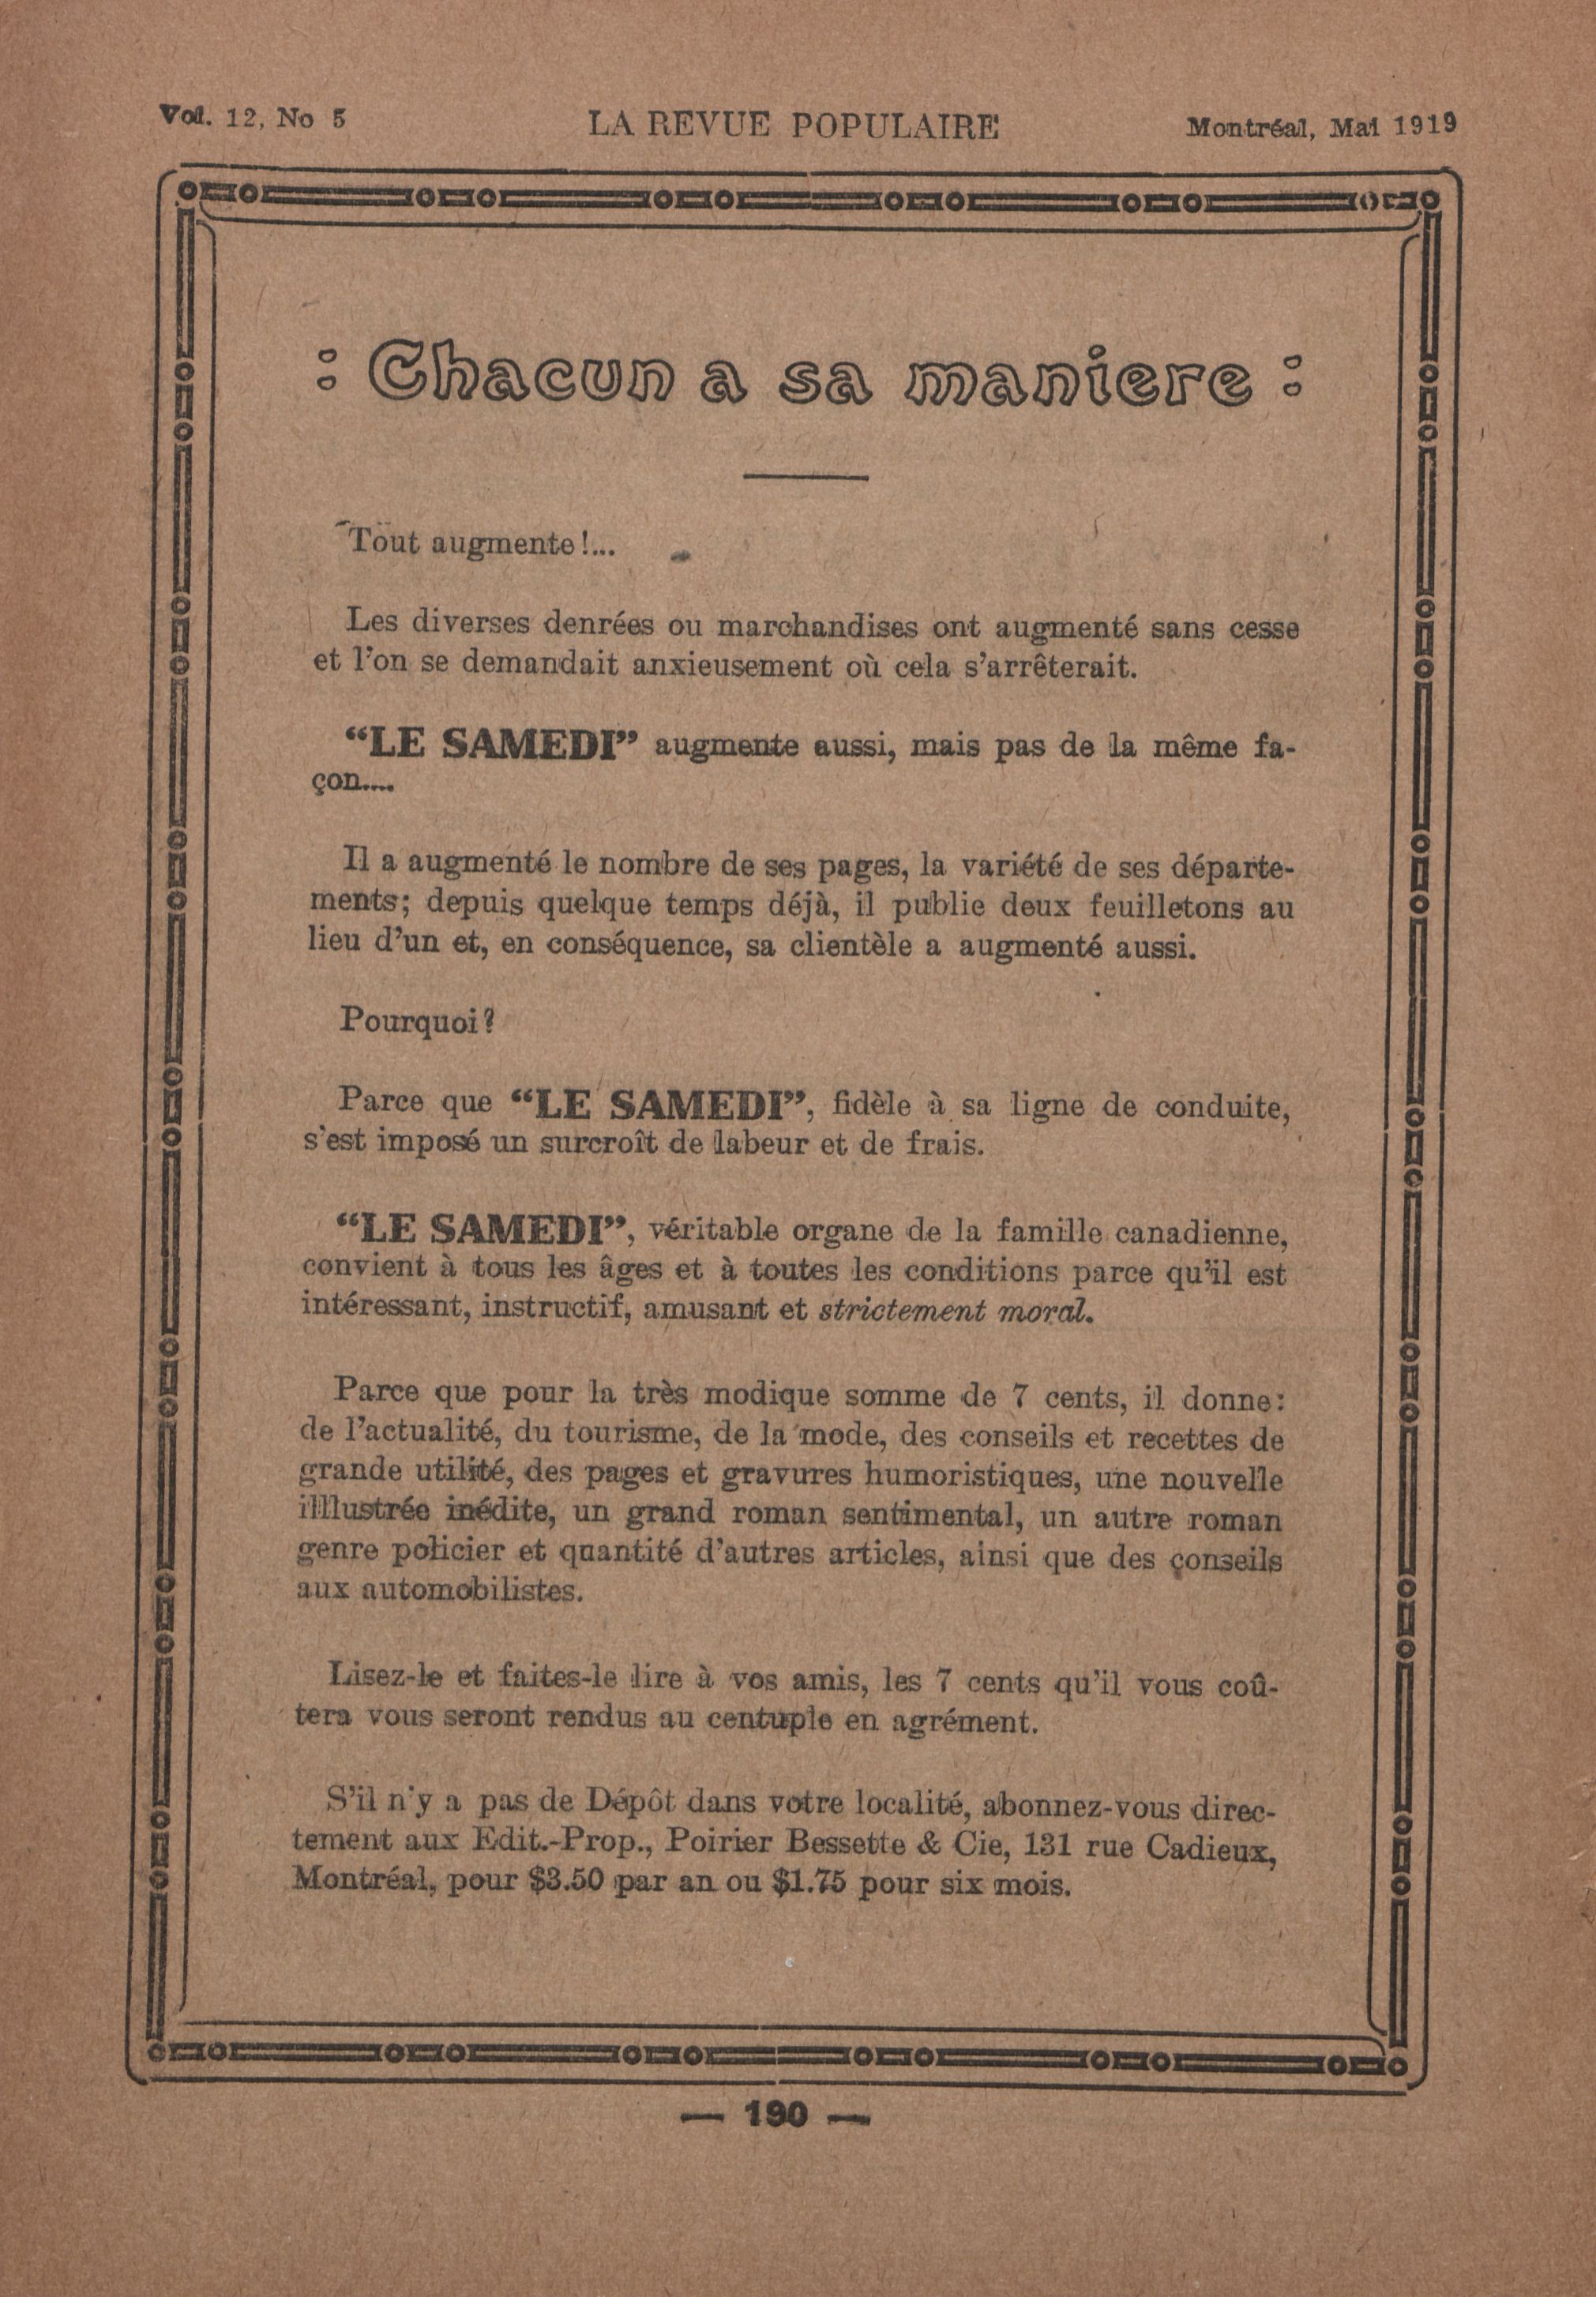 Vol. 12, No 5
LA REVUE POPULAIRE
Montréal, Mai 1919
: Chacun a sa maniere :
Tout augmente!...
Les diverses denrées ou marchandises ont augmenté sans cesse
et l'on se demandait anxieusement où cela s'arrêterait.
“LE SAMEDI” augmente aussi, mais pas de la même fa-
çon....
Il a augmenté le nombre de ses pages, la variété de ses départe-
ments; depuis quelque temps déjà, il publie deux feuilletons au
lieu d'un et, en conséquence, sa clientèle a augmenté aussi.
Pourquoi?
Parce que “LE SAMEDI”, fidèle à sa ligne de conduite,
s'est imposé un surcroît de labeur et de frais.
“LE SAMEDI”, véritable organe de la famille canadienne,
convient à tous les âges et à toutes les conditions parce qu'il est
intéressant, instructif, amusant et strictement moral.
Parce que pour la très modique somme de 7 cents, il donne:
de l'actualité, du tourisme, de la mode, des conseils et recettes de
grande utilité, des pages et gravures humoristiques, une nouvelle
illlustrée inédite, un grand roman sentimental, un autre roman
genre policier et quantité d'autres articles, ainsi que des conseils
aux automobilistes.
Lisez-le et faites-le lire à vos amis, les 7 cents qu'il vous coû-
tera vous seront rendus au centuple en agrément.
S'il n'y a pas de Dépôt dans votre localité, abonnez-vous direc-
tement aux Edit.-Prop., Poirier Bessette & Cie, 131 rue Cadieux,
Montréal, pour $3.50 par an ou $1.75 pour six mois.
— 190 —